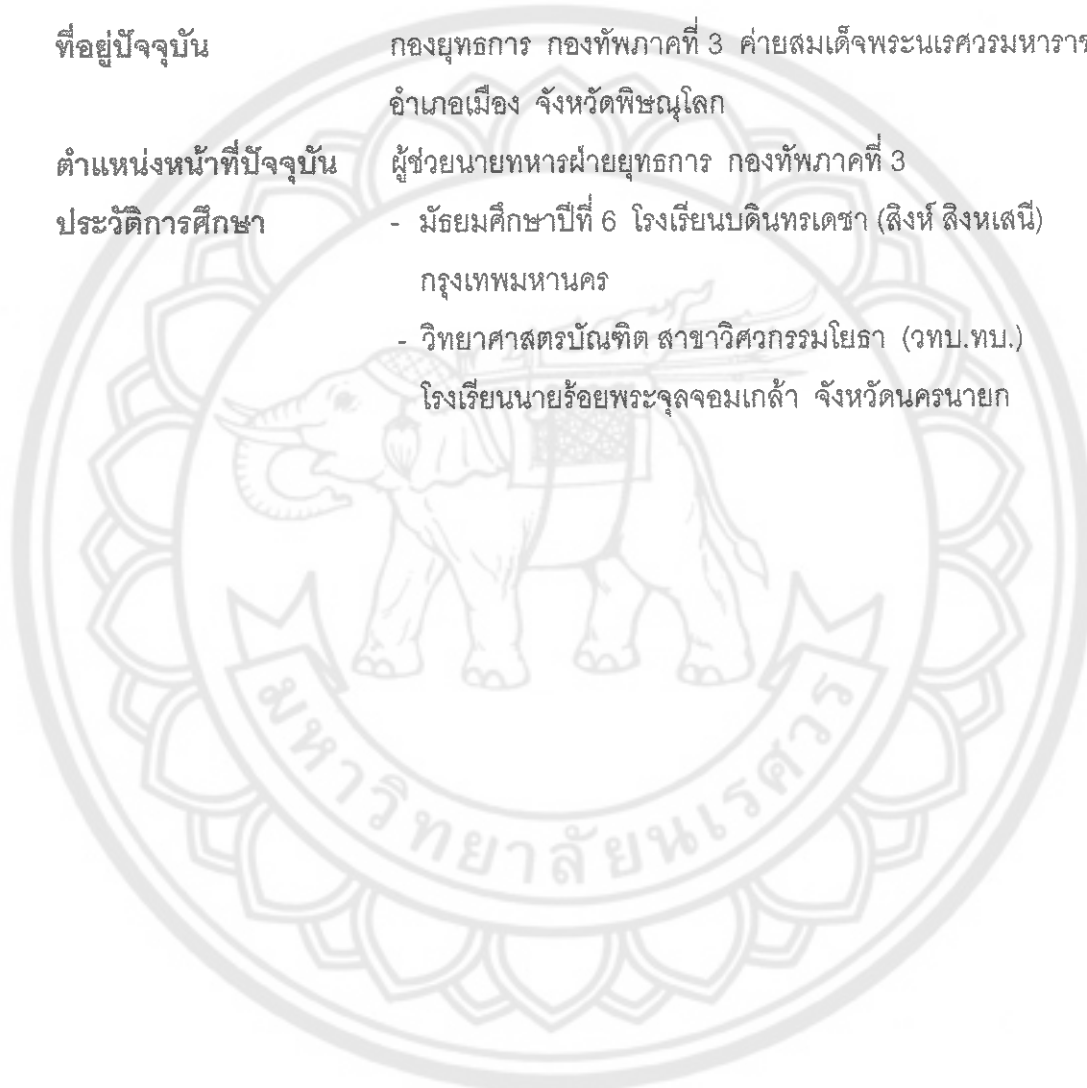 ที่อยู่ปัจจุบัน กองยุทธการ กองทัพภาคที่ 3 ค่ายสมเด็จพระนเรศวรมหาราช
อำเภอเมือง จังหวัดพิษณุโลก
ตำแหน่งหน้าที่ปัจจุบัน ผู้ช่วยนายทหารฝ่ายยุทธการ กองทัพภาคที่ 3
ประวัติการศึกษา - มัธยมศึกษาปีที่ 6 โรงเรียนบดินทรเดชา (สิงห์ สิงหเสนี)
กรุงเทพมหานคร
- วิทยาศาสตรบัณฑิต สาขาวิศวกรรมโยธา (วทบ.ทบ.)
โรงเรียนนายร้อยพระจุลจอมเกล้า จังหวัดนครนายก
มหาวิทยาลัยนเรศวร